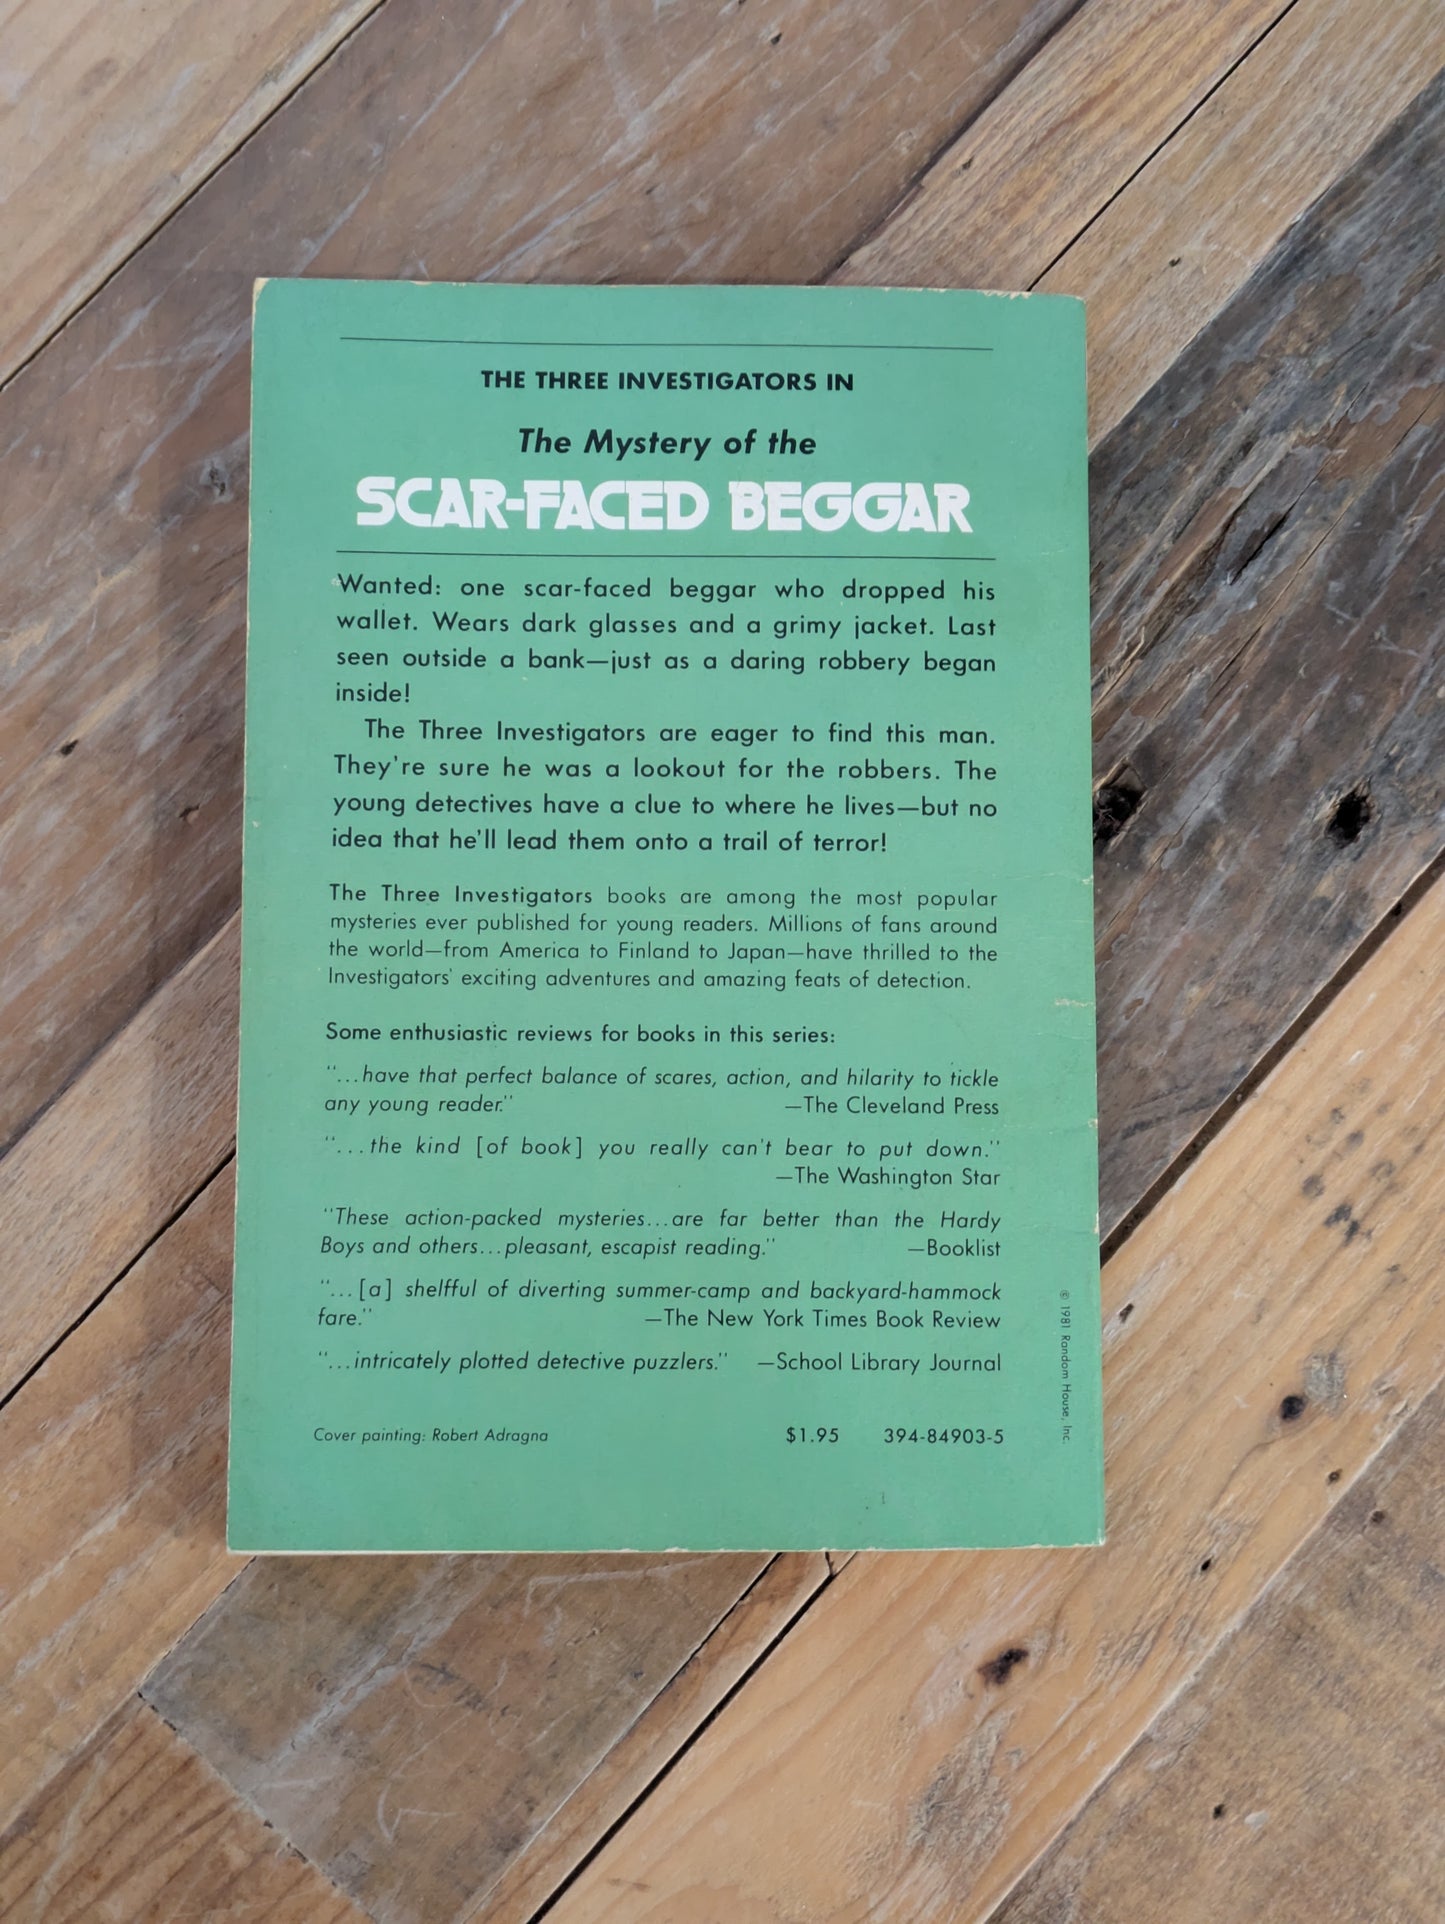 THE THREE INVESTIGATORS IN
The Mystery of the
SCAR-FACED BEGGAR
Wanted: one scar-faced beggar who dropped his
wallet. Wears dark glasses and a grimy jacket. Last
seen outside a bank—just as a daring robbery began
inside!
The Three Investigators are eager to find this man.
They're sure he was a lookout for the robbers. The
young detectives have a clue to where he lives—but no
idea that he'll lead them onto a trail of terror!
The Three Investigators books are among the most popular
mysteries ever published for young readers. Millions of fans around
the world—from America to Finland to Japan—have thrilled to the
Investigators' exciting adventures and amazing feats of detection.
Some enthusiastic reviews for books in this series:
"...have that perfect balance of scares, action, and hilarity to tickle
any young reader." —The Cleveland Press
"...the kind [of book] you really can't bear to put down."
—The Washington Star
"These action-packed mysteries...are far better than the Hardy
Boys and others...pleasant, escapist reading." —Booklist
"...[a] shelfful of diverting summer-camp and backyard-hammock
fare." —The New York Times Book Review
"...intricately plotted detective puzzlers." —School Library Journal
Cover painting: Robert Adragna $1.95 394-84903-5
© 1981 Random House, Inc.